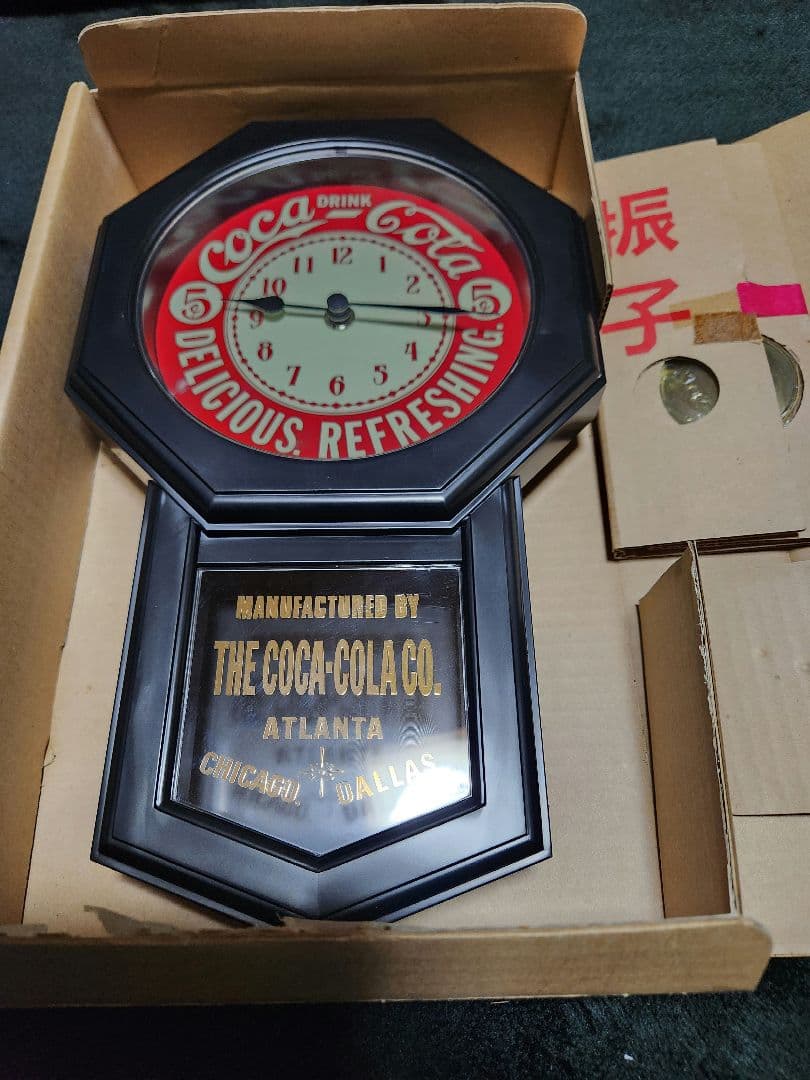 DRINK
Coca-Cola
5
5
12
1
2
3
4
5
6
7
8
9
10
11
DELICIOUS. REFRESHING.
MANUFACTURED BY
THE COCA-COLA CO.
ATLANTA
CHICAGO. DALLAS
振
子